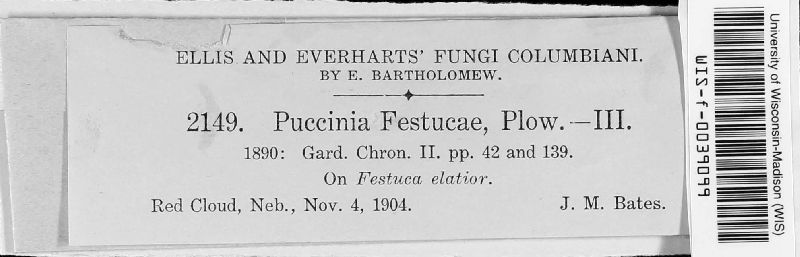 ELLIS AND EVERHARTS' FUNGI COLUMBIANI.
BY E. BARTHOLOMEW.
2149. Puccinia Festucae, Plow.—III.
1890: Gard. Chron. II. pp. 42 and 139.
On Festuca elatior.
Red Cloud, Neb., Nov. 4, 1904. J. M. Bates.
University of Wisconsin-Madison (WIS)
WIS-f-0039099